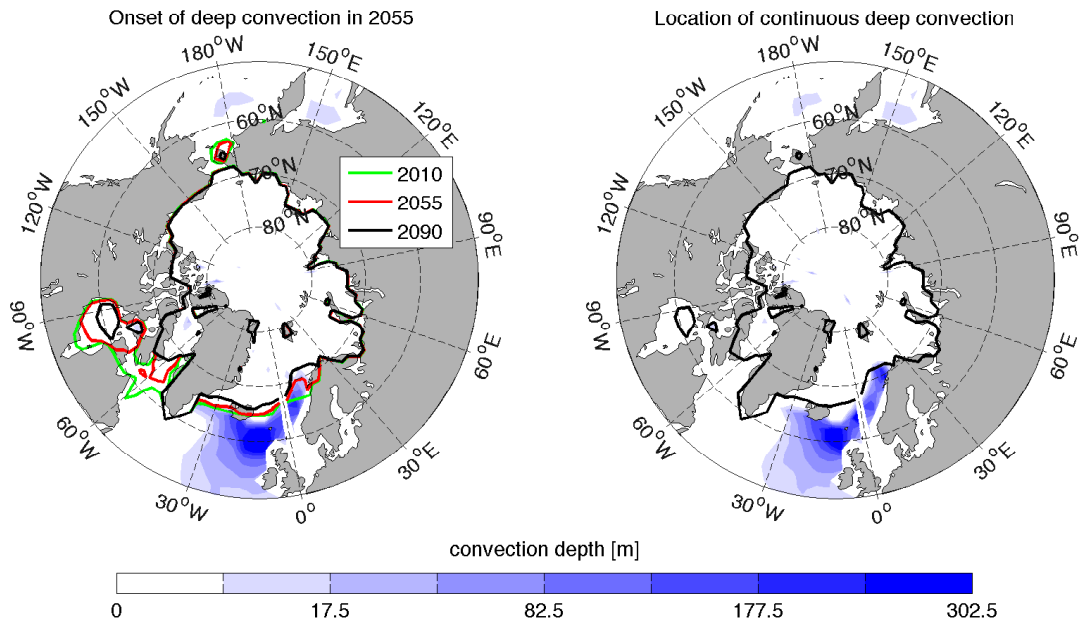 Onset of deep convection in 2055
Location of continuous deep convection
180°W
150°E
150°W
120°E
120°W
90°E
90°W
60°E
60°W
30°E
30°W
0°
60°N
70°N
80°N
2010
2055
2090
180°W
150°E
150°W
120°E
120°W
90°E
90°W
60°E
60°W
30°E
30°W
0°
60°N
70°N
80°N
convection depth [m]
0 17.5 82.5 177.5 302.5